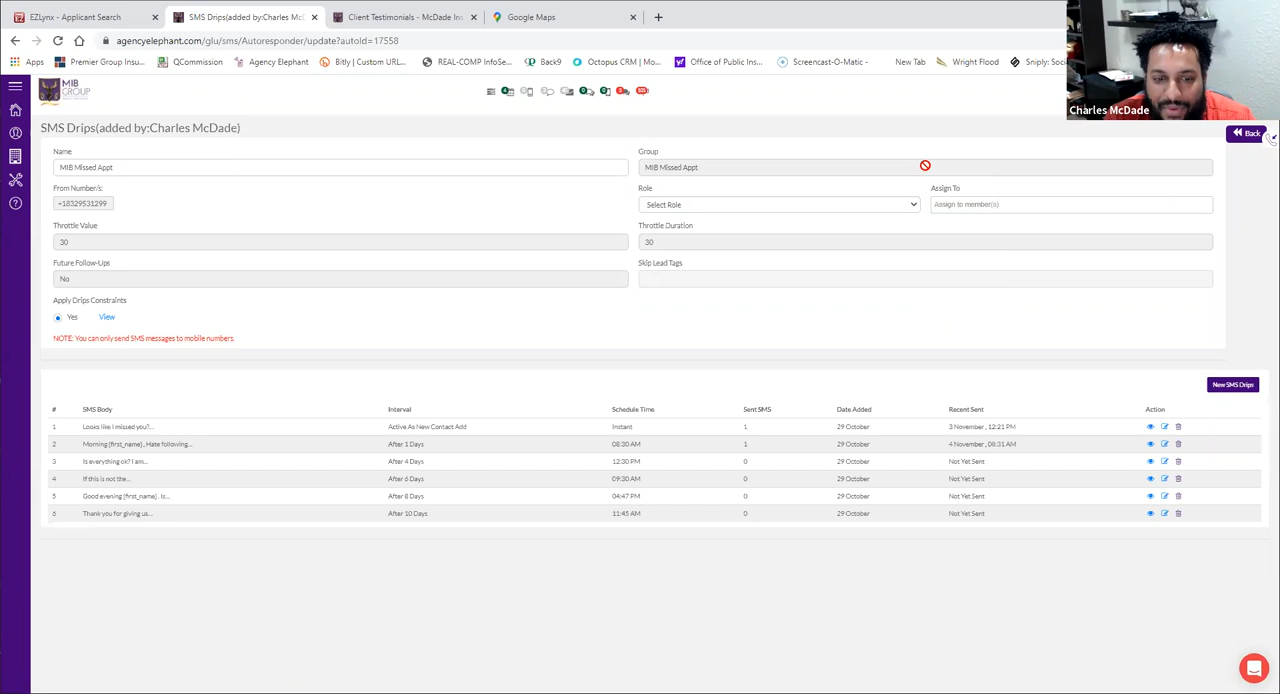 EZLynx - Applicant Search
SMS Drips(added by:Charles McD
Client Testimonials - McDade Ins
Google Maps
agencyelephant.com/glu/sms/Autoresponder/update?autoId=17558
Apps
Premier Group Insu...
QCommission
Agency Elephant
Bitly | Custom URL...
REAL-COMP InfoSe...
Back9
Octopus CRM | Mo...
Office of Public Ins...
Screencast-O-Matic -
New Tab
Wright Flood
Sniply: Socia
Charles McDade
MIB
GROUP
SMS Drips(added by:Charles McDade)
Back
Name
Group
MIB Missed Appt
MIB Missed Appt
From Number/s:
Role
Assign To
+18329531299
Select Role
Assign to member(s)
Throttle Value
Throttle Duration
30
30
Future Follow-Ups
Skip Lead Tags
No
Apply Drips Constraints
Yes
View
NOTE: You can only send SMS messages to mobile numbers.
New SMS Drips
# SMS Body Interval Schedule Time Sent SMS Date Added Recent Sent Action
1 Looks like I missed you?... Active As New Contact Add Instant 1 29 October 3 November , 12:21 PM
2 Morning {first_name} , Hate following... After 1 Days 08:30 AM 1 29 October 4 November , 08:31 AM
3 Is everything ok? I am... After 4 Days 12:30 PM 0 29 October Not Yet Sent
4 If this is not the... After 6 Days 09:30 AM 0 29 October Not Yet Sent
5 Good evening {first_name} . Is... After 8 Days 04:47 PM 0 29 October Not Yet Sent
6 Thank you for giving us... After 10 Days 11:45 AM 0 29 October Not Yet Sent